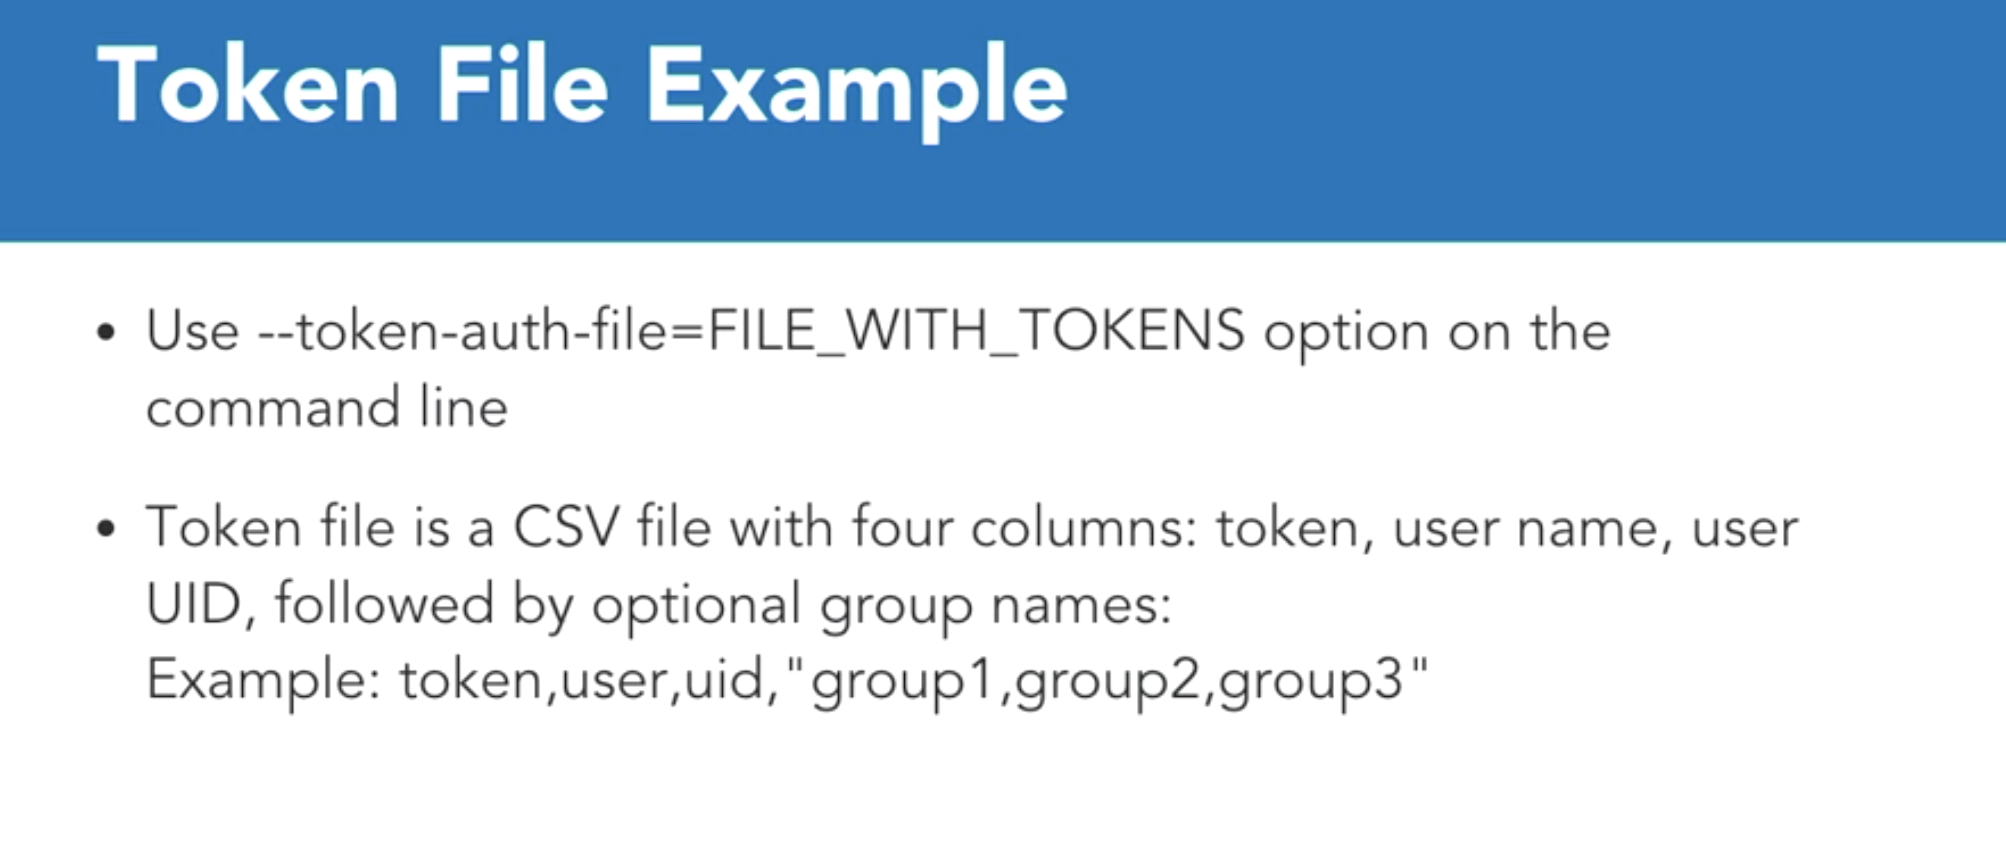 Token File Example
• Use --token-auth-file=FILE_WITH_TOKENS option on the
command line
• Token file is a CSV file with four columns: token, user name, user
UID, followed by optional group names:
Example: token,user,uid,"group1,group2,group3"